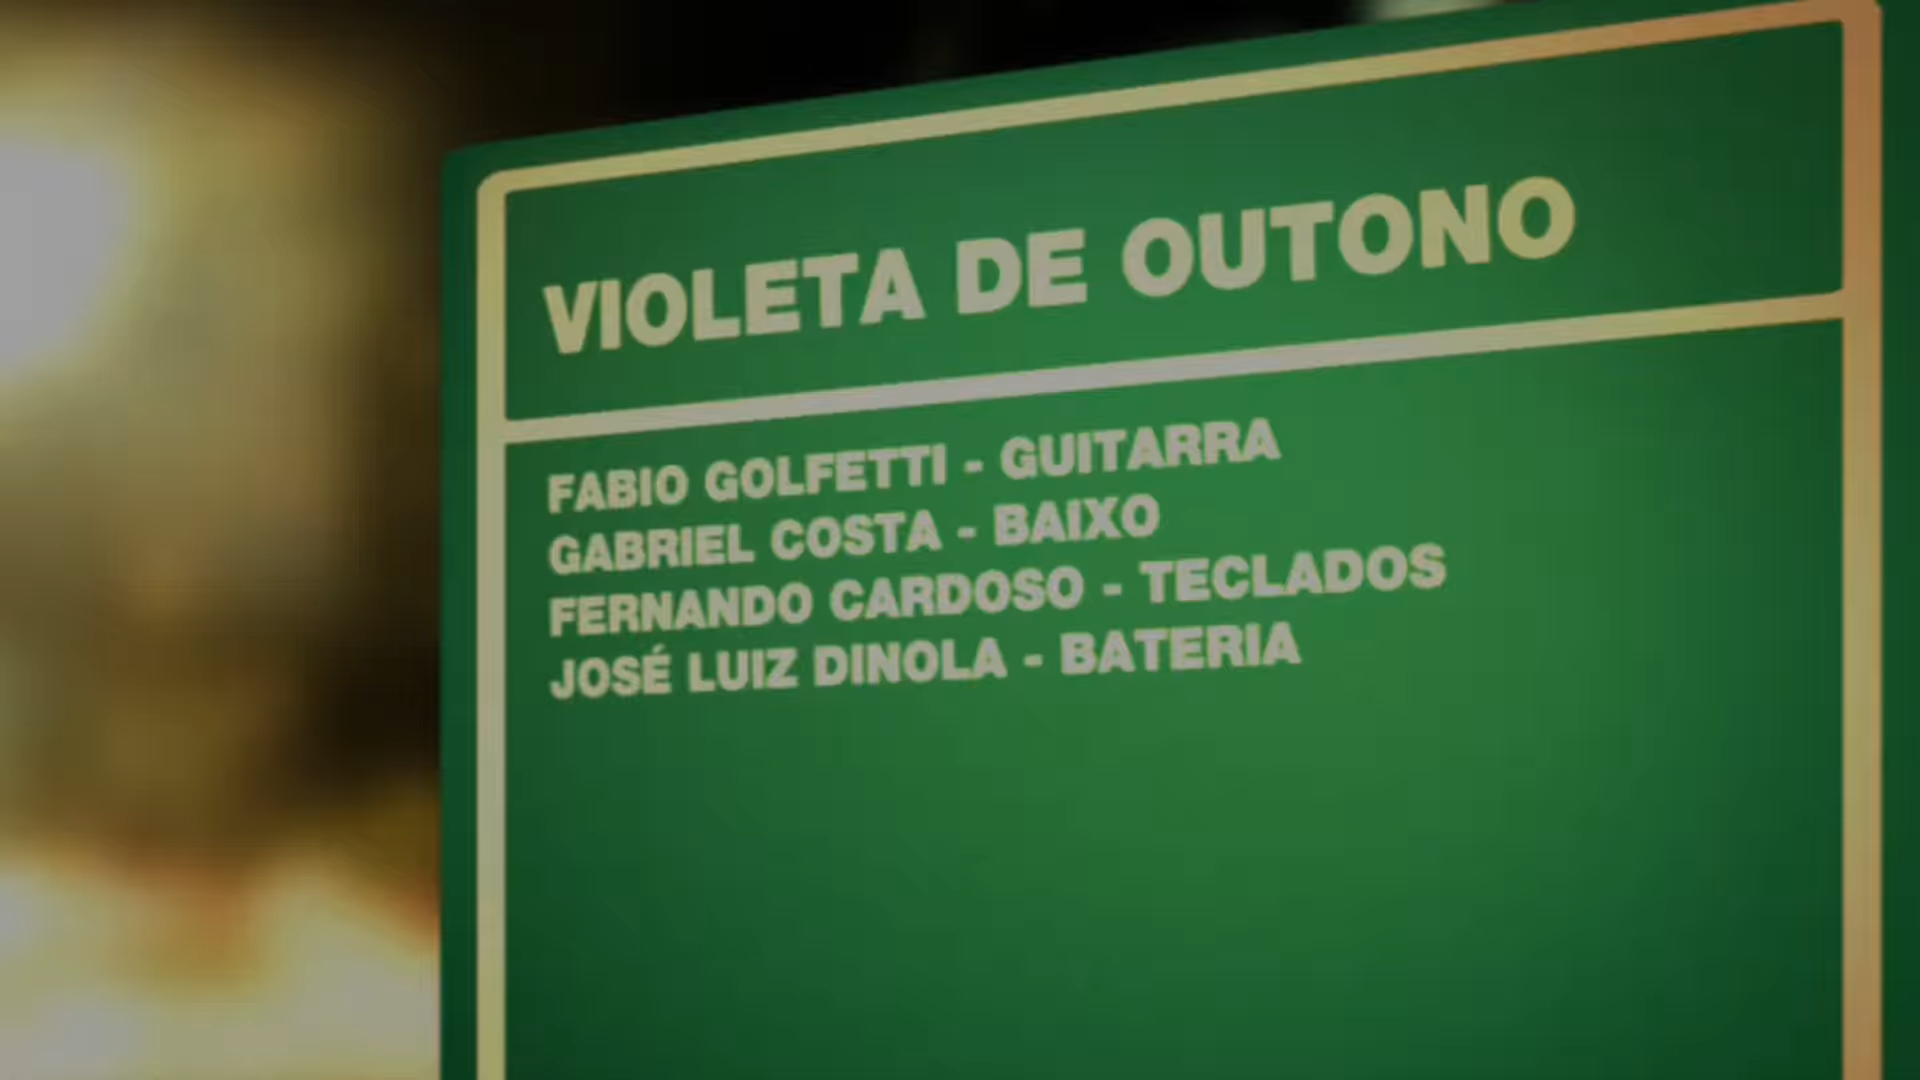 VIOLETA DE OUTONO
FABIO GOLFETTI - GUITARRA
GABRIEL COSTA - BAIXO
FERNANDO CARDOSO - TECLADOS
JOSÉ LUIZ DINOLA - BATERIA